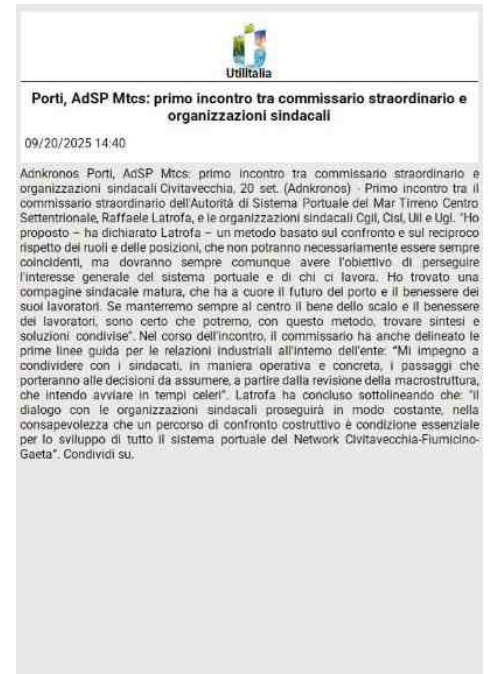 Utilitalia
Porti, AdSP Mtcs: primo incontro tra commissario straordinario e
organizzazioni sindacali
09/20/2025 14:40
Adnkronos Porti, AdSP Mtcs: primo incontro tra commissario straordinario e
organizzazioni sindacali Civitavecchia, 20 set. (Adnkronos) - Primo incontro tra il
commissario straordinario dell'Autorità di Sistema Portuale del Mar Tirreno Centro
Settentrionale, Raffaele Latrofa, e le organizzazioni sindacali Cgil, Cisl, Uil e Ugl. "Ho
proposto – ha dichiarato Latrofa – un metodo basato sul confronto e sul reciproco
rispetto dei ruoli e delle posizioni, che non potranno necessariamente essere sempre
coincidenti, ma dovranno sempre comunque avere l'obiettivo di perseguire
l'interesse generale del sistema portuale e di chi ci lavora. Ho trovato una
compagine sindacale matura, che ha a cuore il futuro del porto e il benessere dei
suoi lavoratori. Se manterremo sempre al centro il bene dello scalo e il benessere
dei lavoratori, sono certo che potremo, con questo metodo, trovare sintesi e
soluzioni condivise". Nel corso dell'incontro, il commissario ha anche delineato le
prime linee guida per le relazioni industriali all'interno dell'ente: "Mi impegno a
condividere con i sindacati, in maniera operativa e concreta, i passaggi che
porteranno alle decisioni da assumere, a partire dalla revisione della macrostruttura,
che intendo avviare in tempi celeri". Latrofa ha concluso sottolineando che: "il
dialogo con le organizzazioni sindacali proseguirà in modo costante, nella
consapevolezza che un percorso di confronto costruttivo è condizione essenziale
per lo sviluppo di tutto il sistema portuale del Network Civitavecchia-Fiumicino-
Gaeta". Condividi su.